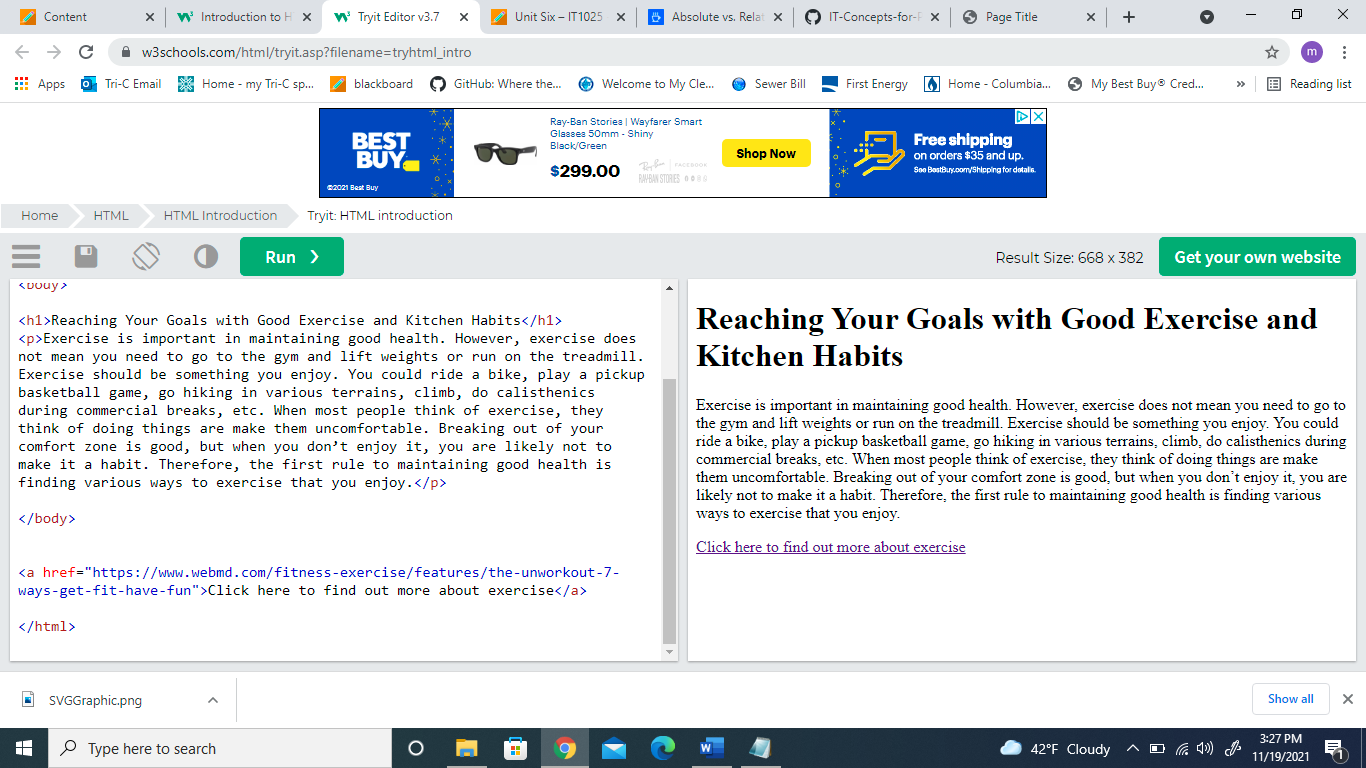 Content
Introduction to H
Tryit Editor v3.7
Unit Six – IT1025
Absolute vs. Rela
IT-Concepts-for-
Page Title
w3schools.com/html/tryit.asp?filename=tryhtml_intro
m
Apps
Tri-C Email
Home - my Tri-C sp...
blackboard
GitHub: Where the...
Welcome to My Cle...
Sewer Bill
First Energy
Home - Columbia...
My Best Buy® Cred...
»
Reading list
BEST
BUY
©2021 Best Buy
Ray-Ban Stories | Wayfarer Smart
Glasses 50mm - Shiny
Black/Green
$299.00
Ray-Ban | FACEBOOK
RAY-BAN STORIES
Shop Now
Free shipping
on orders $35 and up.
See BestBuy.com/Shipping for details.
Home
HTML
HTML Introduction
Tryit: HTML introduction
Run ❯
Result Size: 668 x 382
Get your own website
<body>
<h1>Reaching Your Goals with Good Exercise and Kitchen Habits</h1>
<p>Exercise is important in maintaining good health. However, exercise does
not mean you need to go to the gym and lift weights or run on the treadmill.
Exercise should be something you enjoy. You could ride a bike, play a pickup
basketball game, go hiking in various terrains, climb, do calisthenics
during commercial breaks, etc. When most people think of exercise, they
think of doing things are make them uncomfortable. Breaking out of your
comfort zone is good, but when you don’t enjoy it, you are likely not to
make it a habit. Therefore, the first rule to maintaining good health is
finding various ways to exercise that you enjoy.</p>
</body>
<a href="https://www.webmd.com/fitness-exercise/features/the-unworkout-7-
ways-get-fit-have-fun">Click here to find out more about exercise</a>
</html>
Reaching Your Goals with Good Exercise and
Kitchen Habits
Exercise is important in maintaining good health. However, exercise does not mean you need to go to
the gym and lift weights or run on the treadmill. Exercise should be something you enjoy. You could
ride a bike, play a pickup basketball game, go hiking in various terrains, climb, do calisthenics during
commercial breaks, etc. When most people think of exercise, they think of doing things are make
them uncomfortable. Breaking out of your comfort zone is good, but when you don’t enjoy it, you are
likely not to make it a habit. Therefore, the first rule to maintaining good health is finding various
ways to exercise that you enjoy.
Click here to find out more about exercise
SVGGraphic.png
Show all
Type here to search
42°F Cloudy
3:27 PM
11/19/2021
1